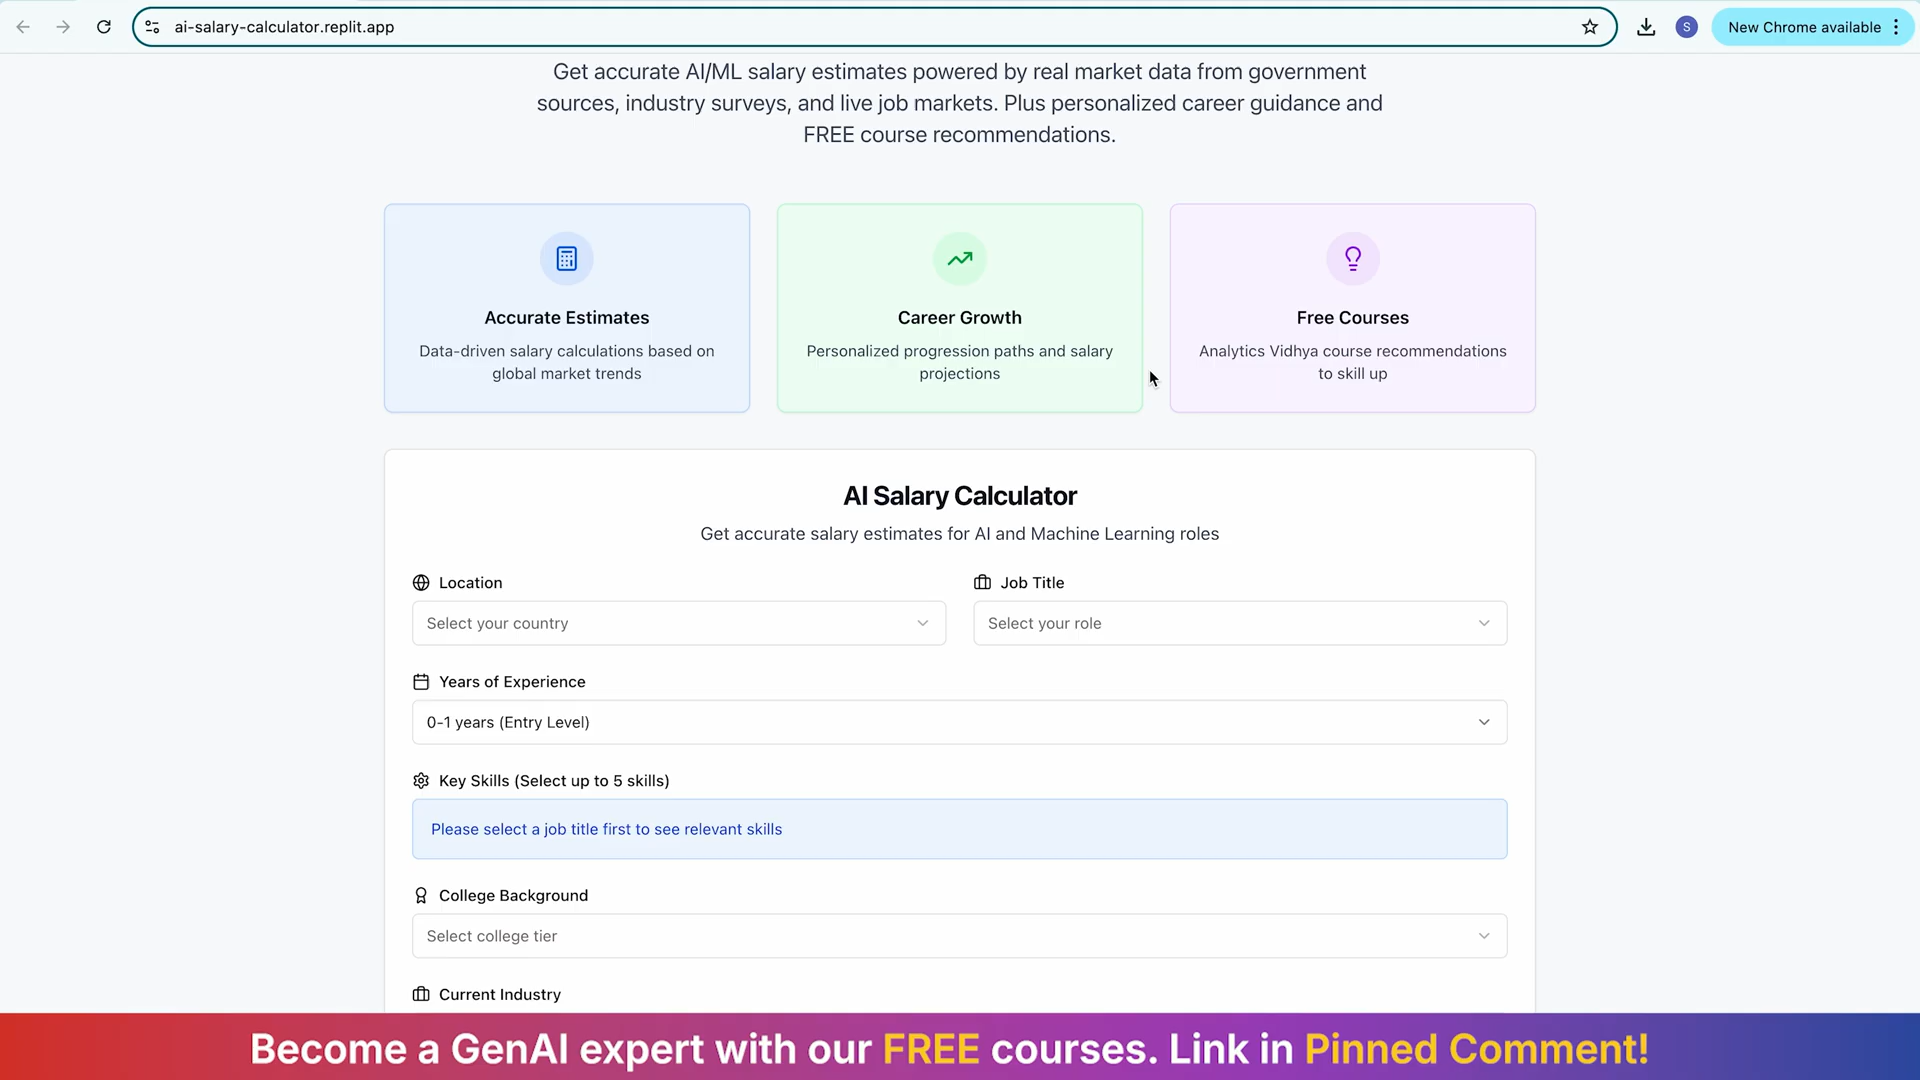 ai-salary-calculator.replit.app
S
New Chrome available
Get accurate AI/ML salary estimates powered by real market data from government
sources, industry surveys, and live job markets. Plus personalized career guidance and
FREE course recommendations.
Accurate Estimates
Data-driven salary calculations based on
global market trends
Career Growth
Personalized progression paths and salary
projections
Free Courses
Analytics Vidhya course recommendations
to skill up
AI Salary Calculator
Get accurate salary estimates for AI and Machine Learning roles
Location
Select your country
Job Title
Select your role
Years of Experience
0-1 years (Entry Level)
Key Skills (Select up to 5 skills)
Please select a job title first to see relevant skills
College Background
Select college tier
Current Industry
Become a GenAI expert with our FREE courses. Link in Pinned Comment!